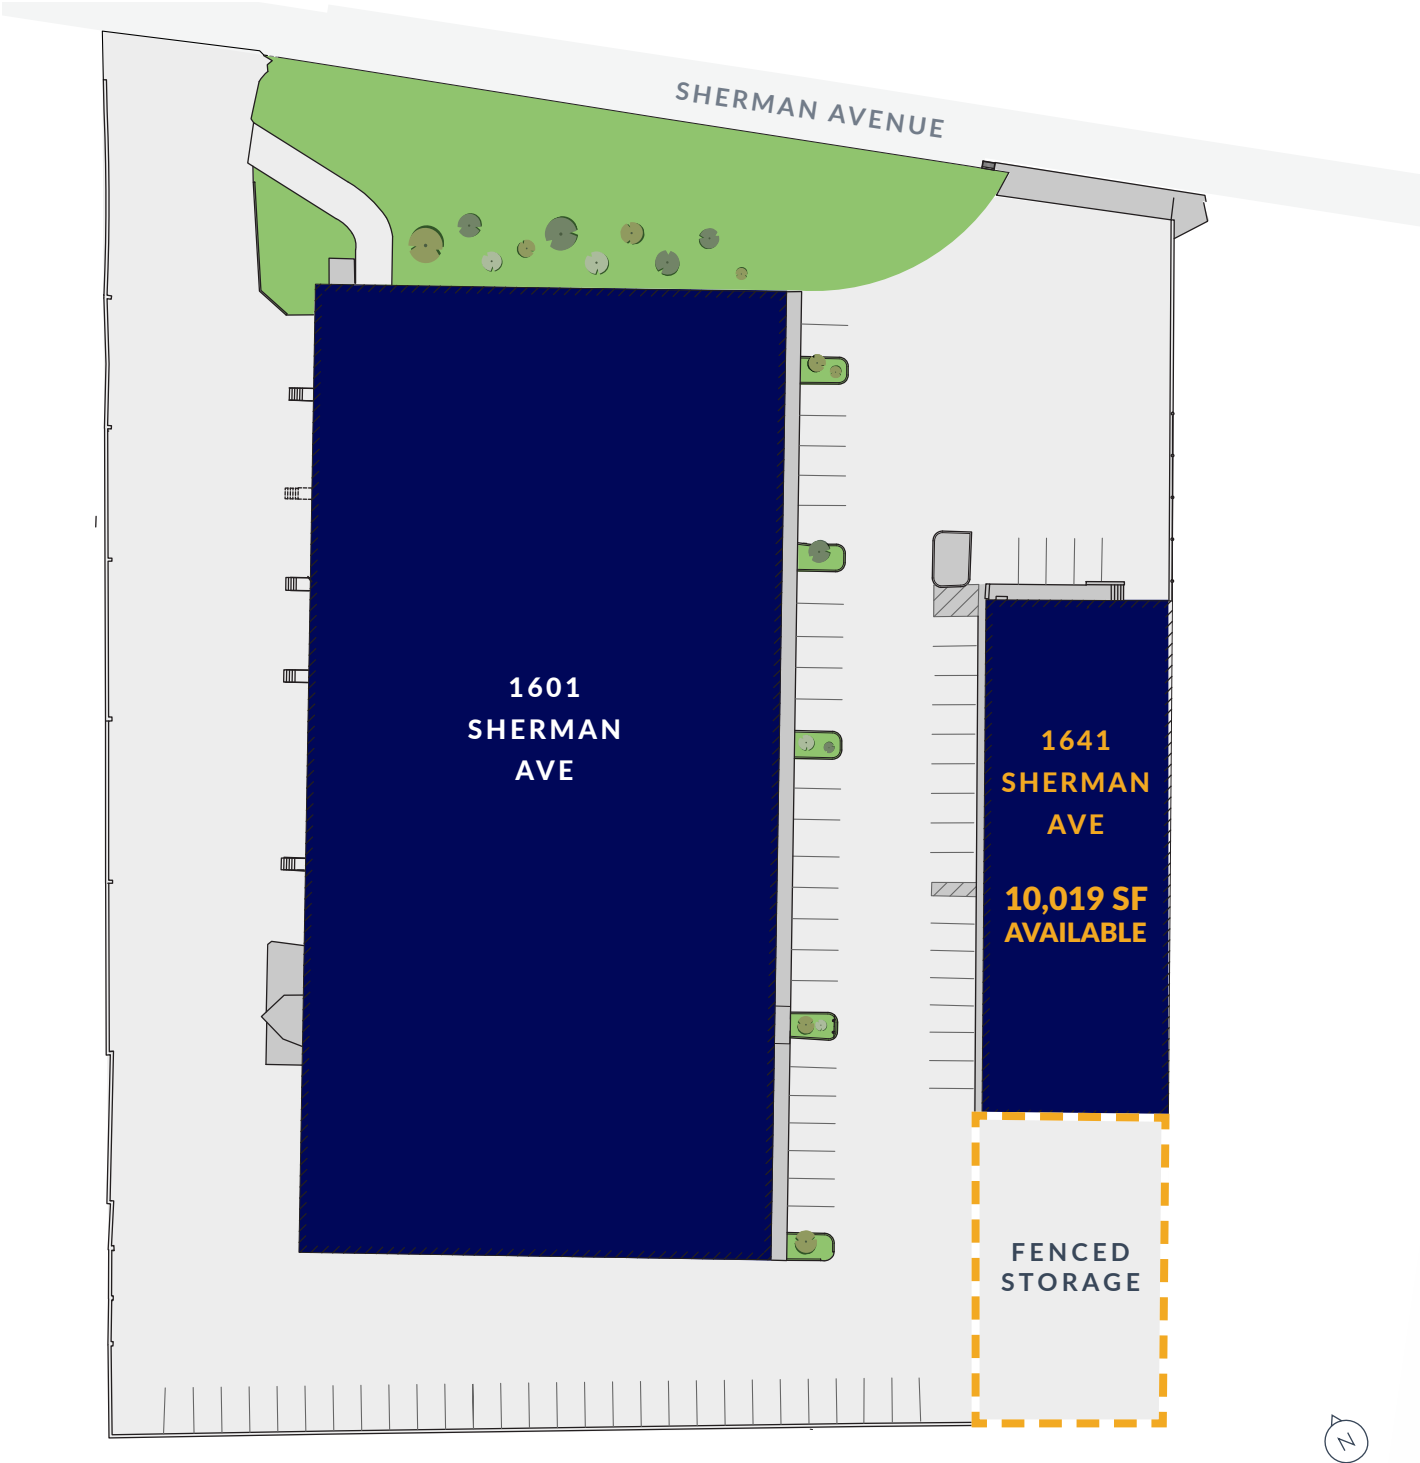 SHERMAN AVENUE
1601
SHERMAN
AVE
1641
SHERMAN
AVE
10,019 SF
AVAILABLE
FENCED
STORAGE
N